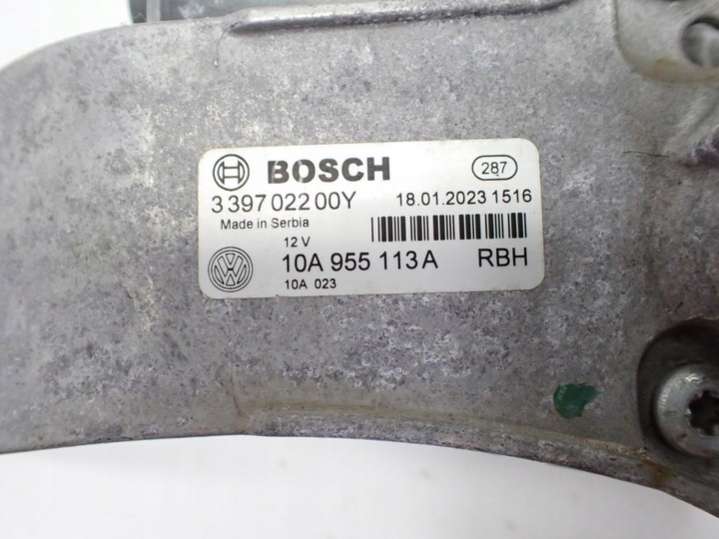 BOSCH 287
3 397 022 00Y 18.01.2023 1516
Made in Serbia
12 V
10A 955 113 A RBH
10A 023